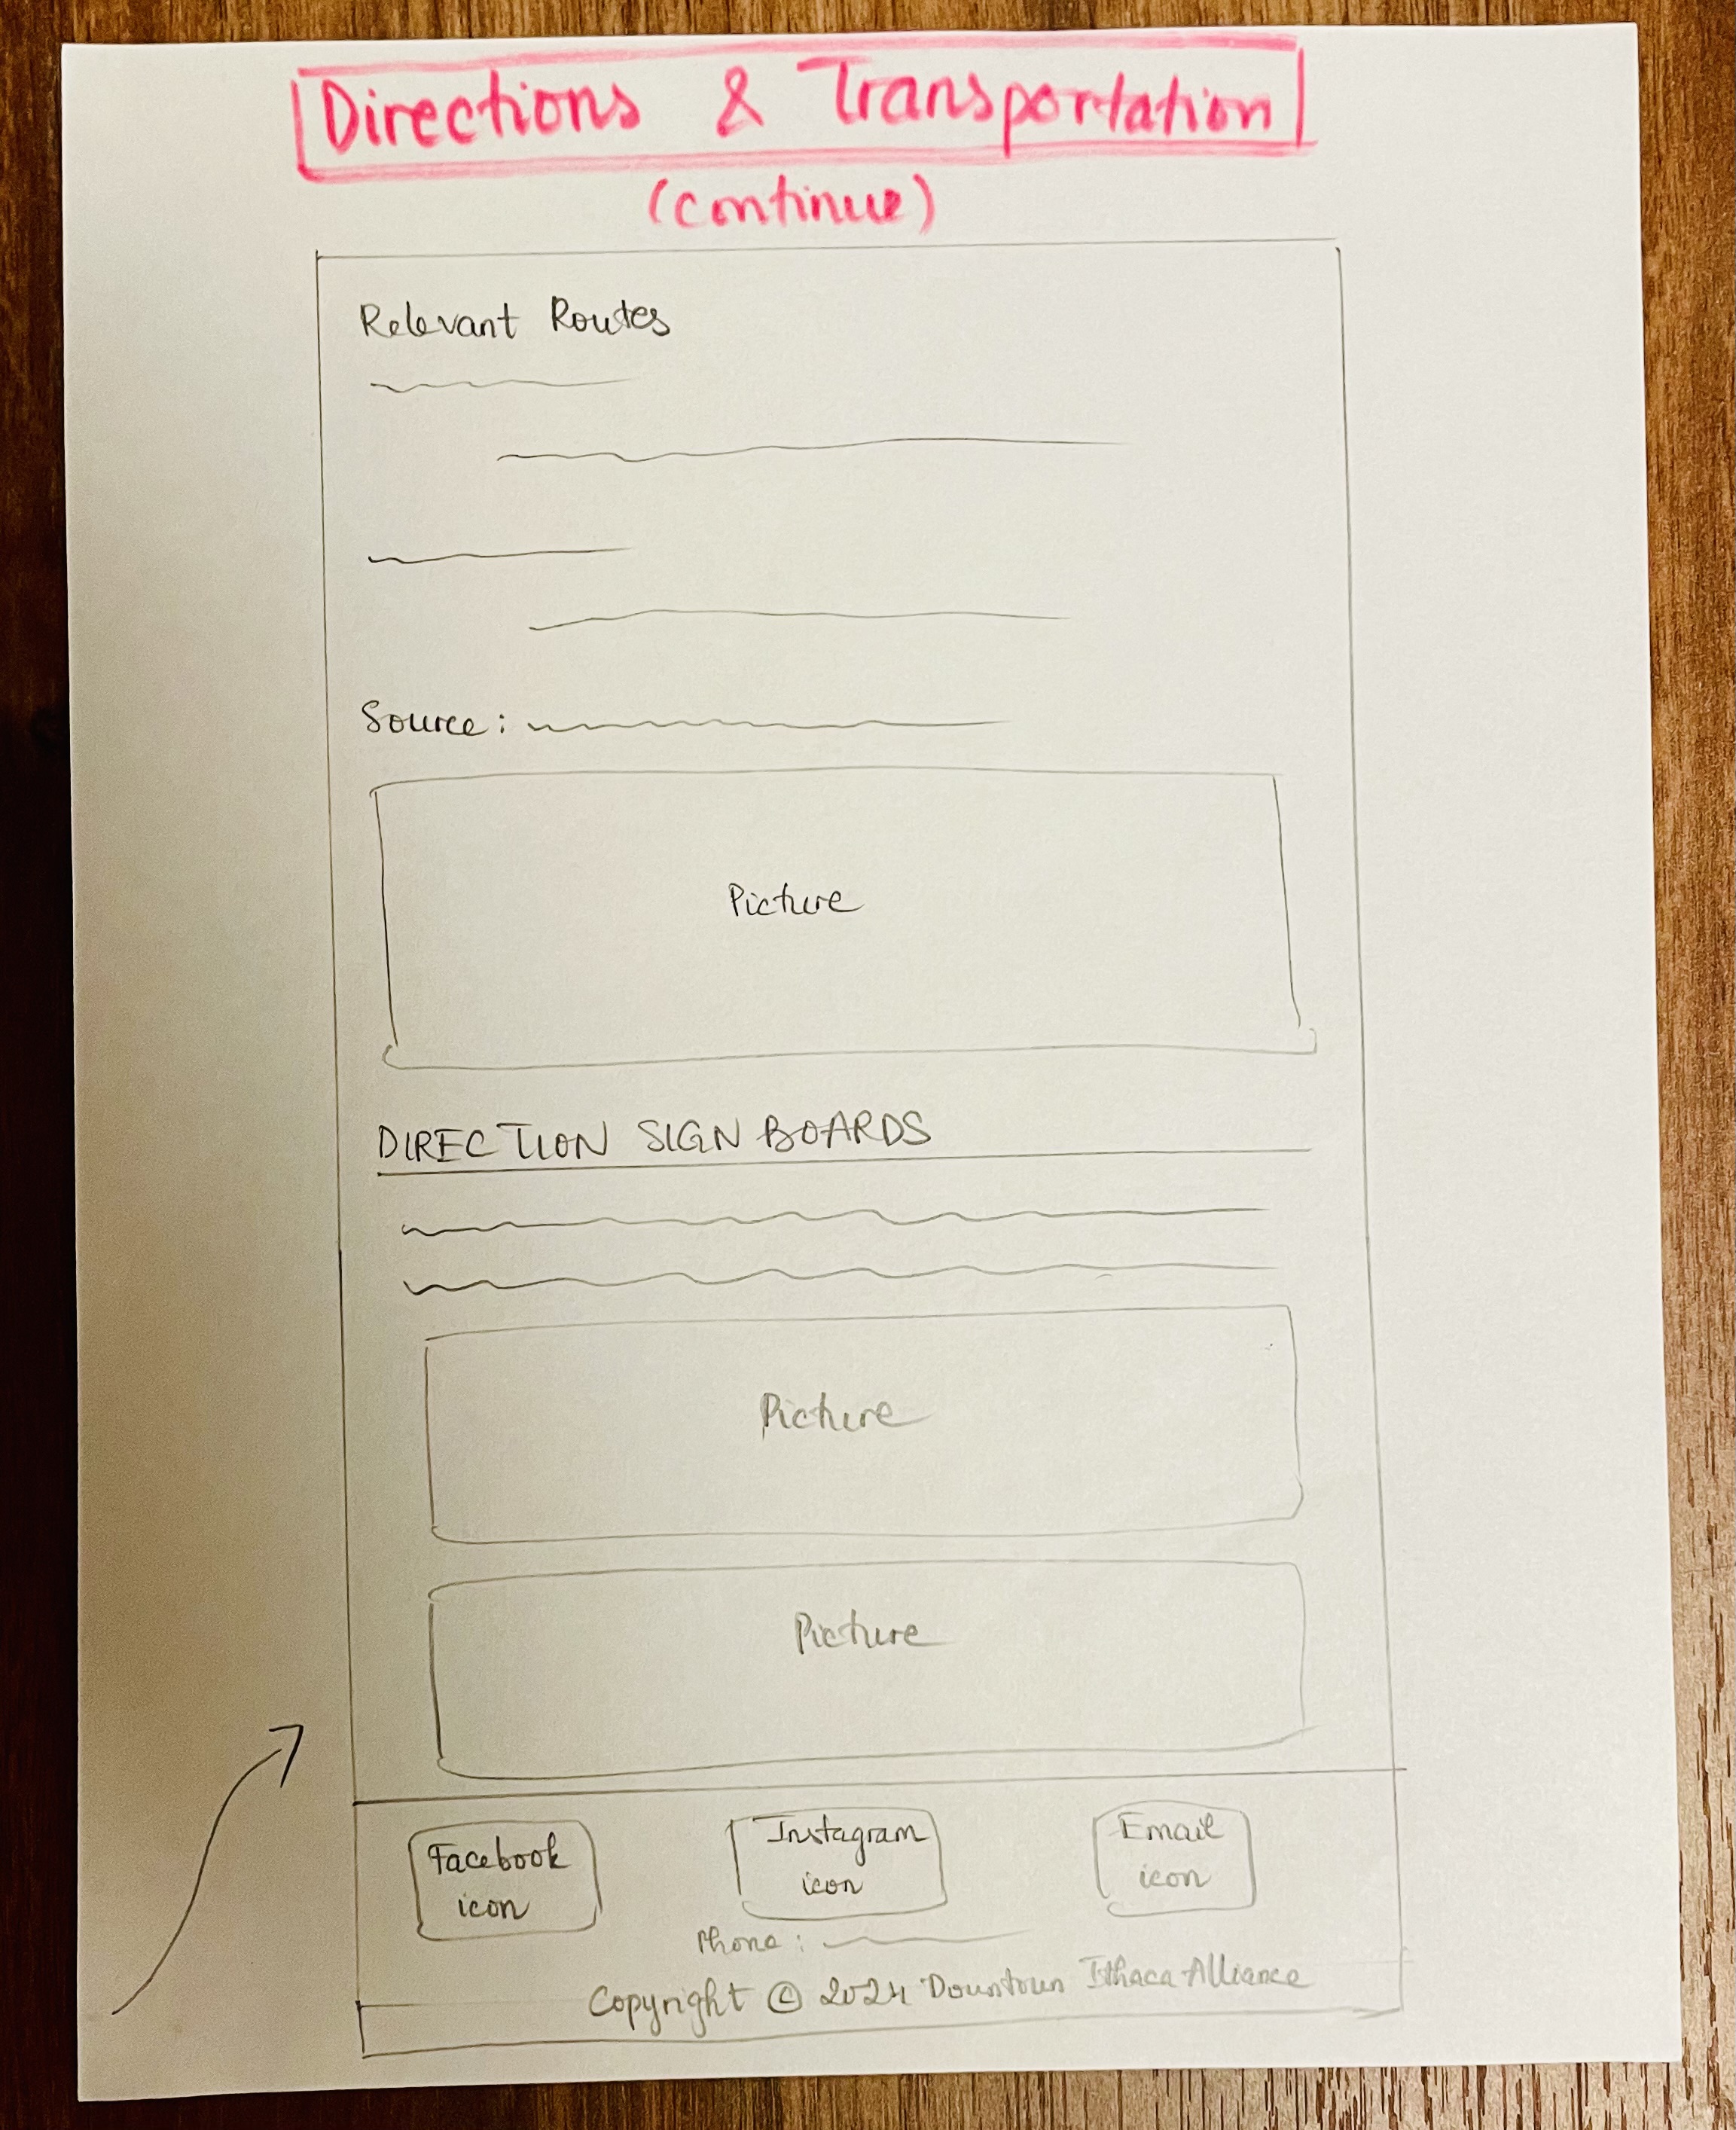 Directions & Transportation
(continue)
Relevant Routes
Source:
Picture
DIRECTION SIGN BOARDS
Picture
Picture
Facebook icon
Instagram icon
Email icon
Phone:
Copyright © 2024 Downtown Ithaca Alliance